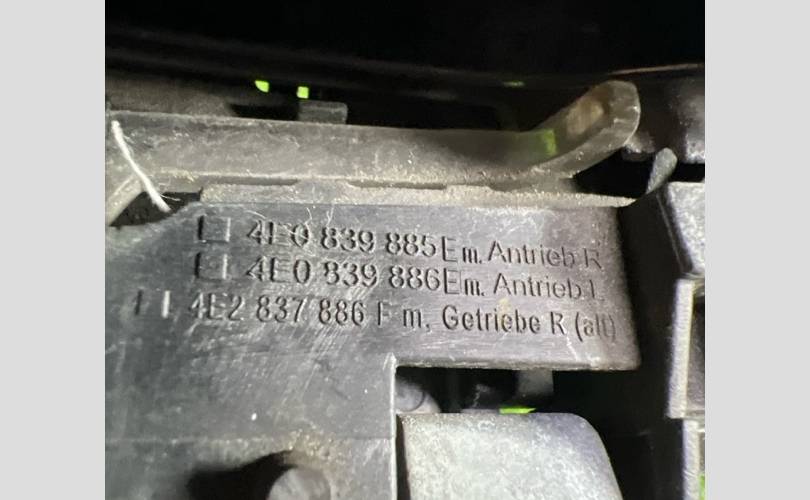 4E0 839 885 E m. Antrieb R
4E0 839 886 E m. Antrieb L
4E2 837 886 F m. Getriebe R (alt)